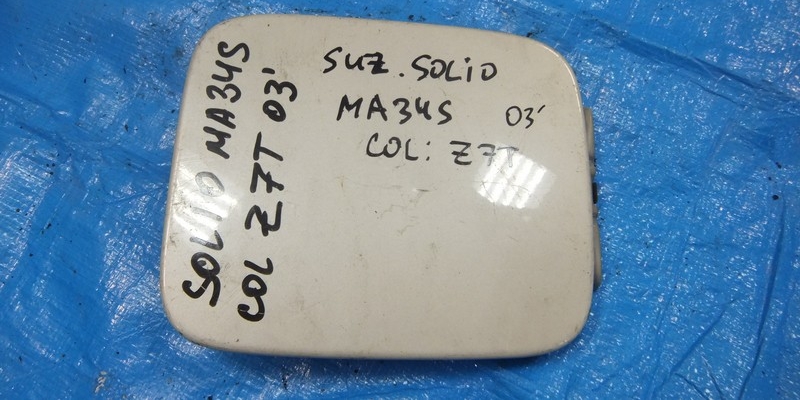 SUZ. SOLIO
MA34S 03'
COL: Z7T
SOLIO MA34S
COL Z7T 03'